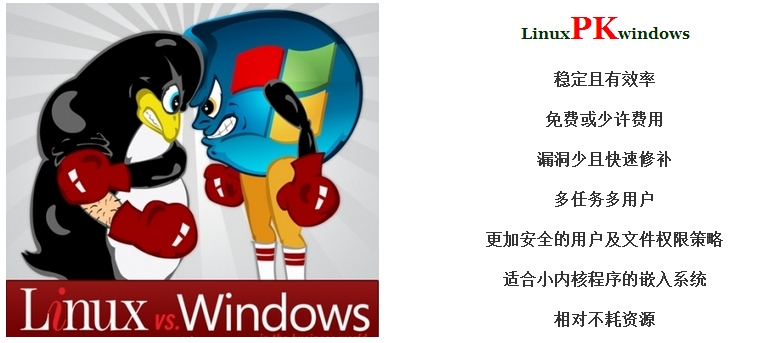 Linux vs. Windows
LinuxPKwindows
稳定且有效率
免费或少许费用
漏洞少且快速修补
多任务多用户
更加安全的用户及文件权限策略
适合小内核程序的嵌入系统
相对不耗资源